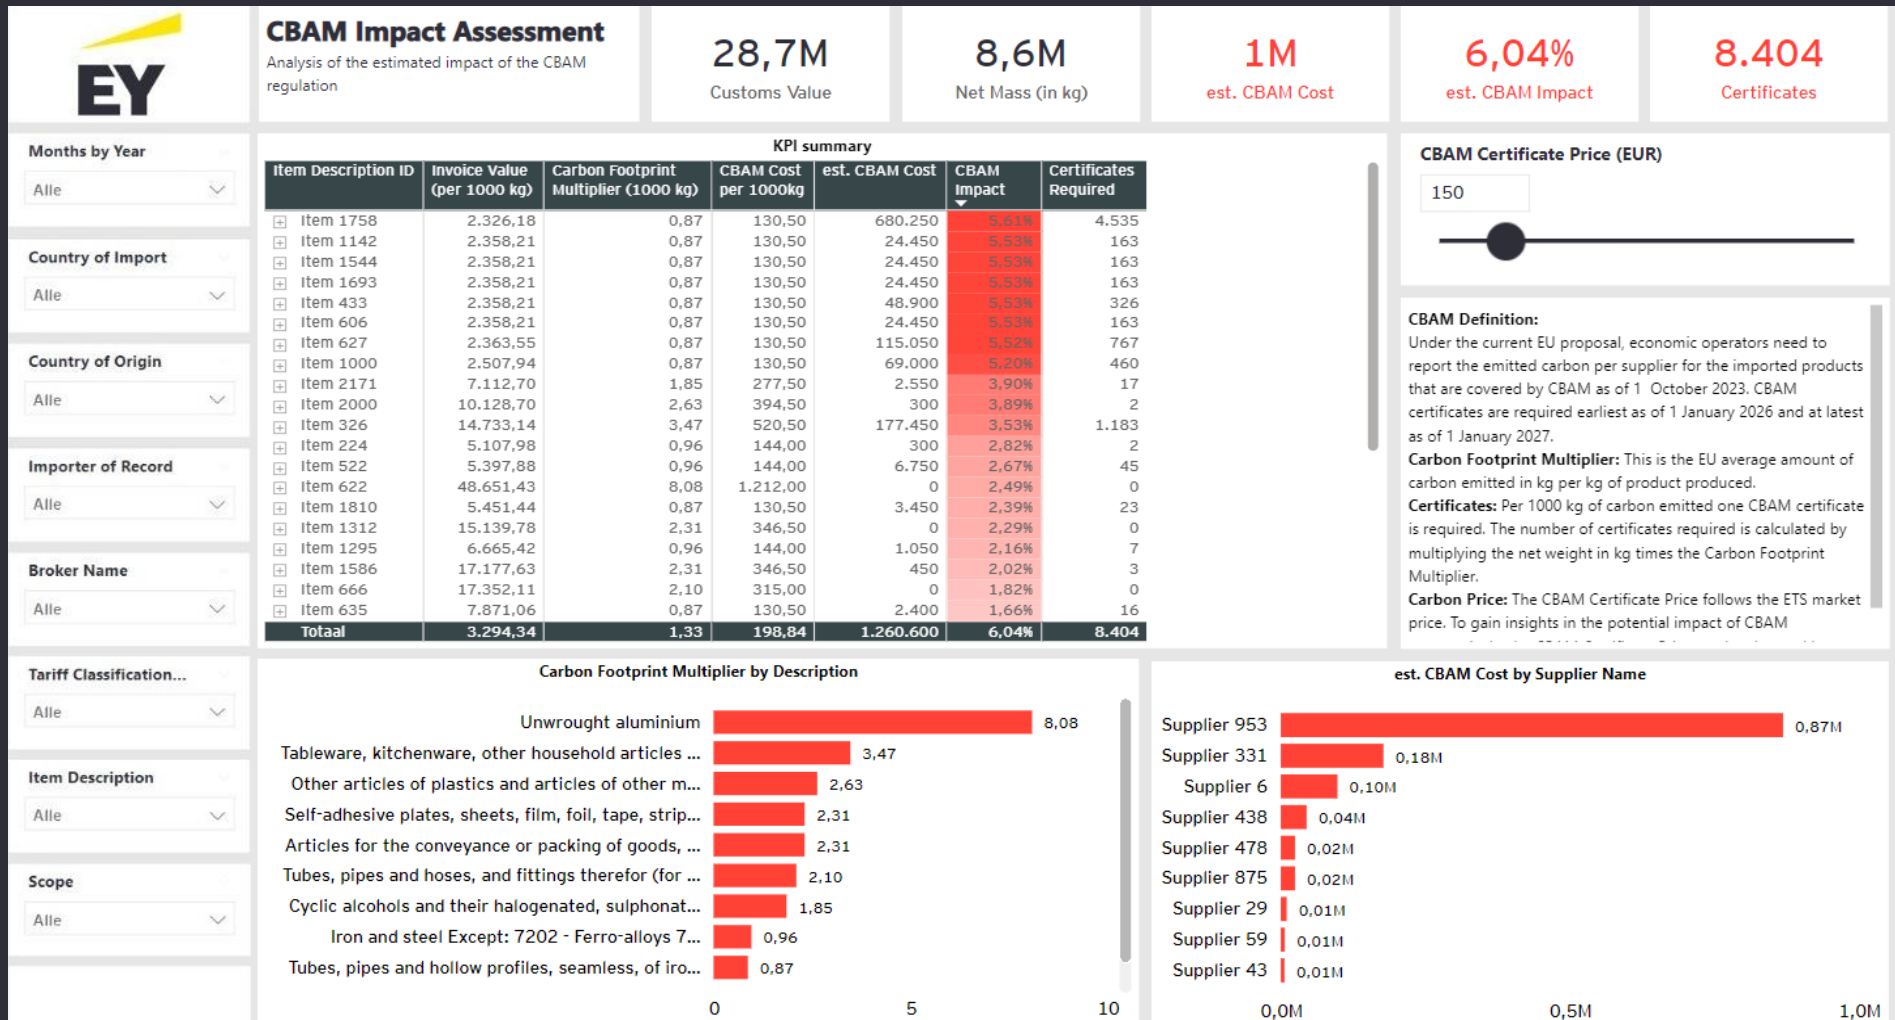 EY
CBAM Impact Assessment
Analysis of the estimated impact of the CBAM
regulation
28,7M
Customs Value
8,6M
Net Mass (in kg)
1M
est. CBAM Cost
6,04%
est. CBAM Impact
8.404
Certificates
Months by Year
Alle
Country of Import
Alle
Country of Origin
Alle
Importer of Record
Alle
Broker Name
Alle
Tariff Classification...
Alle
Item Description
Alle
Scope
Alle
KPI summary
Item Description ID Invoice Value (per 1000 kg) Carbon Footprint Multiplier (1000 kg) CBAM Cost per 1000kg est. CBAM Cost CBAM Impact Certificates Required
Item 1758 2.326,18 0,87 130,50 680.250 5,61% 4.535
Item 1142 2.358,21 0,87 130,50 24.450 5,53% 163
Item 1544 2.358,21 0,87 130,50 24.450 5,53% 163
Item 1693 2.358,21 0,87 130,50 24.450 5,53% 163
Item 433 2.358,21 0,87 130,50 48.900 5,53% 326
Item 606 2.358,21 0,87 130,50 24.450 5,53% 163
Item 627 2.363,55 0,87 130,50 115.050 5,52% 767
Item 1000 2.507,94 0,87 130,50 69.000 5,20% 460
Item 2171 7.112,70 1,85 277,50 2.550 3,90% 17
Item 2000 10.128,70 2,63 394,50 300 3,89% 2
Item 326 14.733,14 3,47 520,50 177.450 3,53% 1.183
Item 224 5.107,98 0,96 144,00 300 2,82% 2
Item 522 5.397,88 0,96 144,00 6.750 2,67% 45
Item 622 48.651,43 8,08 1.212,00 0 2,49% 0
Item 1810 5.451,44 0,87 130,50 3.450 2,39% 23
Item 1312 15.139,78 2,31 346,50 0 2,29% 0
Item 1295 6.665,42 0,96 144,00 1.050 2,16% 7
Item 1586 17.177,63 2,31 346,50 450 2,02% 3
Item 666 17.352,11 2,10 315,00 0 1,82% 0
Item 635 7.871,06 0,87 130,50 2.400 1,66% 16
Totaal 3.294,34 1,33 198,84 1.260.600 6,04% 8.404
CBAM Certificate Price (EUR)
150
CBAM Definition:
Under the current EU proposal, economic operators need to
report the emitted carbon per supplier for the imported products
that are covered by CBAM as of 1 October 2023. CBAM
certificates are required earliest as of 1 January 2026 and at latest
as of 1 January 2027.
Carbon Footprint Multiplier: This is the EU average amount of
carbon emitted in kg per kg of product produced.
Certificates: Per 1000 kg of carbon emitted one CBAM certificate
is required. The number of certificates required is calculated by
multiplying the net weight in kg times the Carbon Footprint
Multiplier.
Carbon Price: The CBAM Certificate Price follows the ETS market
price. To gain insights in the potential impact of CBAM
Carbon Footprint Multiplier by Description
Unwrought aluminium 8,08
Tableware, kitchenware, other household articles ... 3,47
Other articles of plastics and articles of other m... 2,63
Self-adhesive plates, sheets, film, foil, tape, strip... 2,31
Articles for the conveyance or packing of goods, ... 2,31
Tubes, pipes and hoses, and fittings therefor (for ... 2,10
Cyclic alcohols and their halogenated, sulphonat... 1,85
Iron and steel Except: 7202 - Ferro-alloys 7... 0,96
Tubes, pipes and hollow profiles, seamless, of iro... 0,87
0 5 10
est. CBAM Cost by Supplier Name
Supplier 953 0,87M
Supplier 331 0,18M
Supplier 6 0,10M
Supplier 438 0,04M
Supplier 478 0,02M
Supplier 875 0,02M
Supplier 29 0,01M
Supplier 59 0,01M
Supplier 43 0,01M
0,0M 0,5M 1,0M